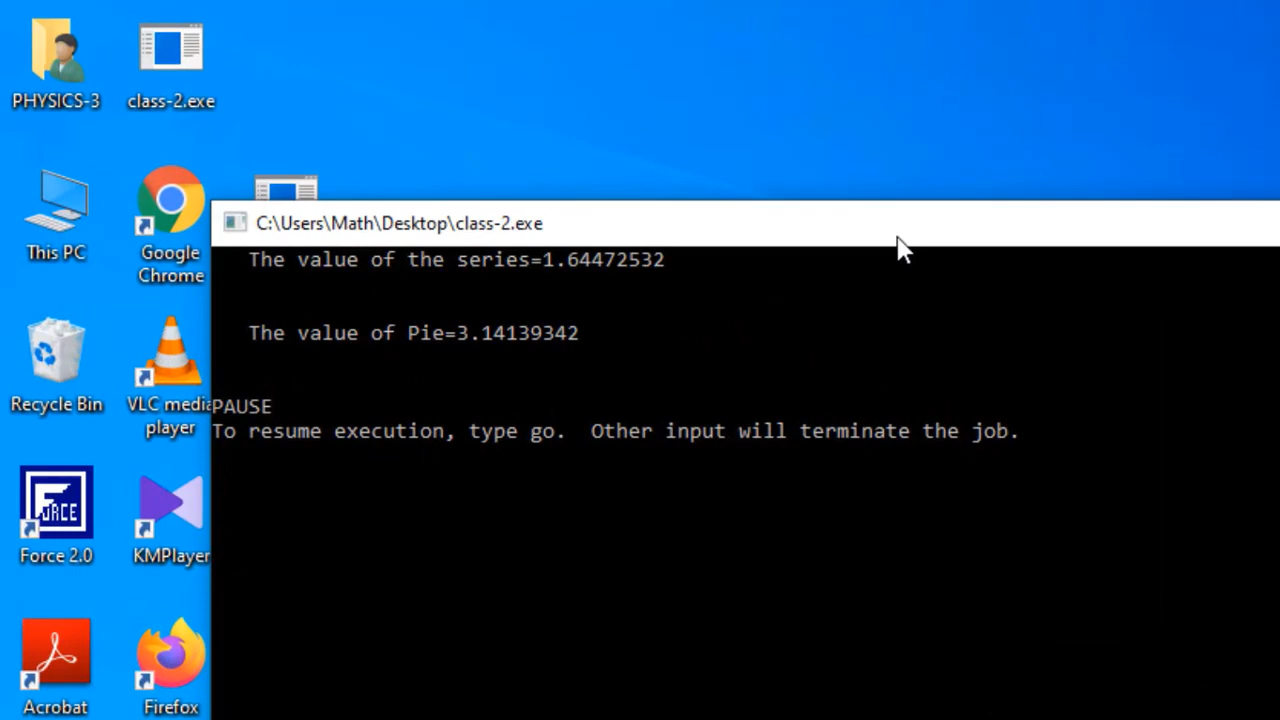 PHYSICS-3
class-2.exe
This PC
Google
Chrome
C:\Users\Math\Desktop\class-2.exe
The value of the series=1.64472532
The value of Pie=3.14139342
Recycle Bin
VLC media
player
PAUSE
To resume execution, type go.  Other input will terminate the job.
FORCE
Force 2.0
KMPlayer
Acrobat
Firefox